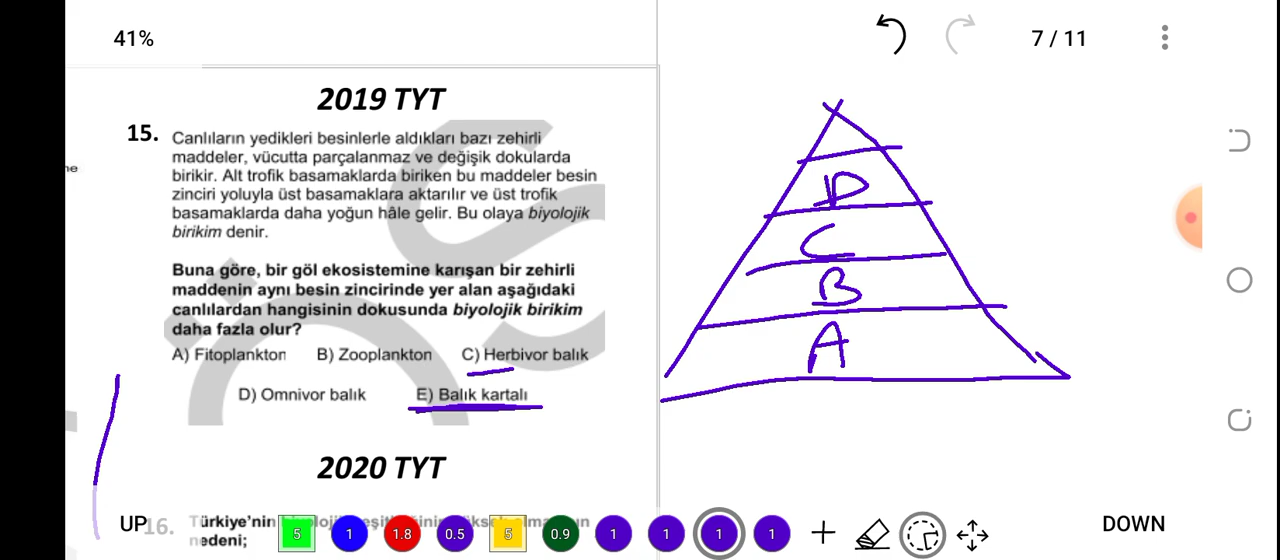 41%
7 / 11
2019 TYT
15. Canlıların yedikleri besinlerle aldıkları bazı zehirli
maddeler, vücutta parçalanmaz ve değişik dokularda
birikir. Alt trofik basamaklarda biriken bu maddeler besin
zinciri yoluyla üst basamaklara aktarılır ve üst trofik
basamaklarda daha yoğun hâle gelir. Bu olaya biyolojik
birikim denir.
Buna göre, bir göl ekosistemine karışan bir zehirli
maddenin aynı besin zincirinde yer alan aşağıdaki
canlılardan hangisinin dokusunda biyolojik birikim
daha fazla olur?
A) Fitoplankton B) Zooplankton C) Herbivor balık
D) Omnivor balık E) Balık kartalı
D
C
B
A
2020 TYT
16. Türkiye'nin
nedeni;
UP
5 1 1.8 0.5 5 0.9 1 1 1 1
DOWN